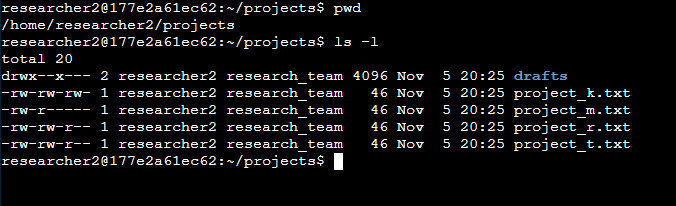 researcher2@177e2a61ec62:~/projects$ pwd
/home/researcher2/projects
researcher2@177e2a61ec62:~/projects$ ls -l
total 20
drwx--x--- 2 researcher2 research_team 4096 Nov  5 20:25 drafts
-rw-rw-rw- 1 researcher2 research_team   46 Nov  5 20:25 project_k.txt
-rw-r----- 1 researcher2 research_team   46 Nov  5 20:25 project_m.txt
-rw-rw-r-- 1 researcher2 research_team   46 Nov  5 20:25 project_r.txt
-rw-rw-r-- 1 researcher2 research_team   46 Nov  5 20:25 project_t.txt
researcher2@177e2a61ec62:~/projects$